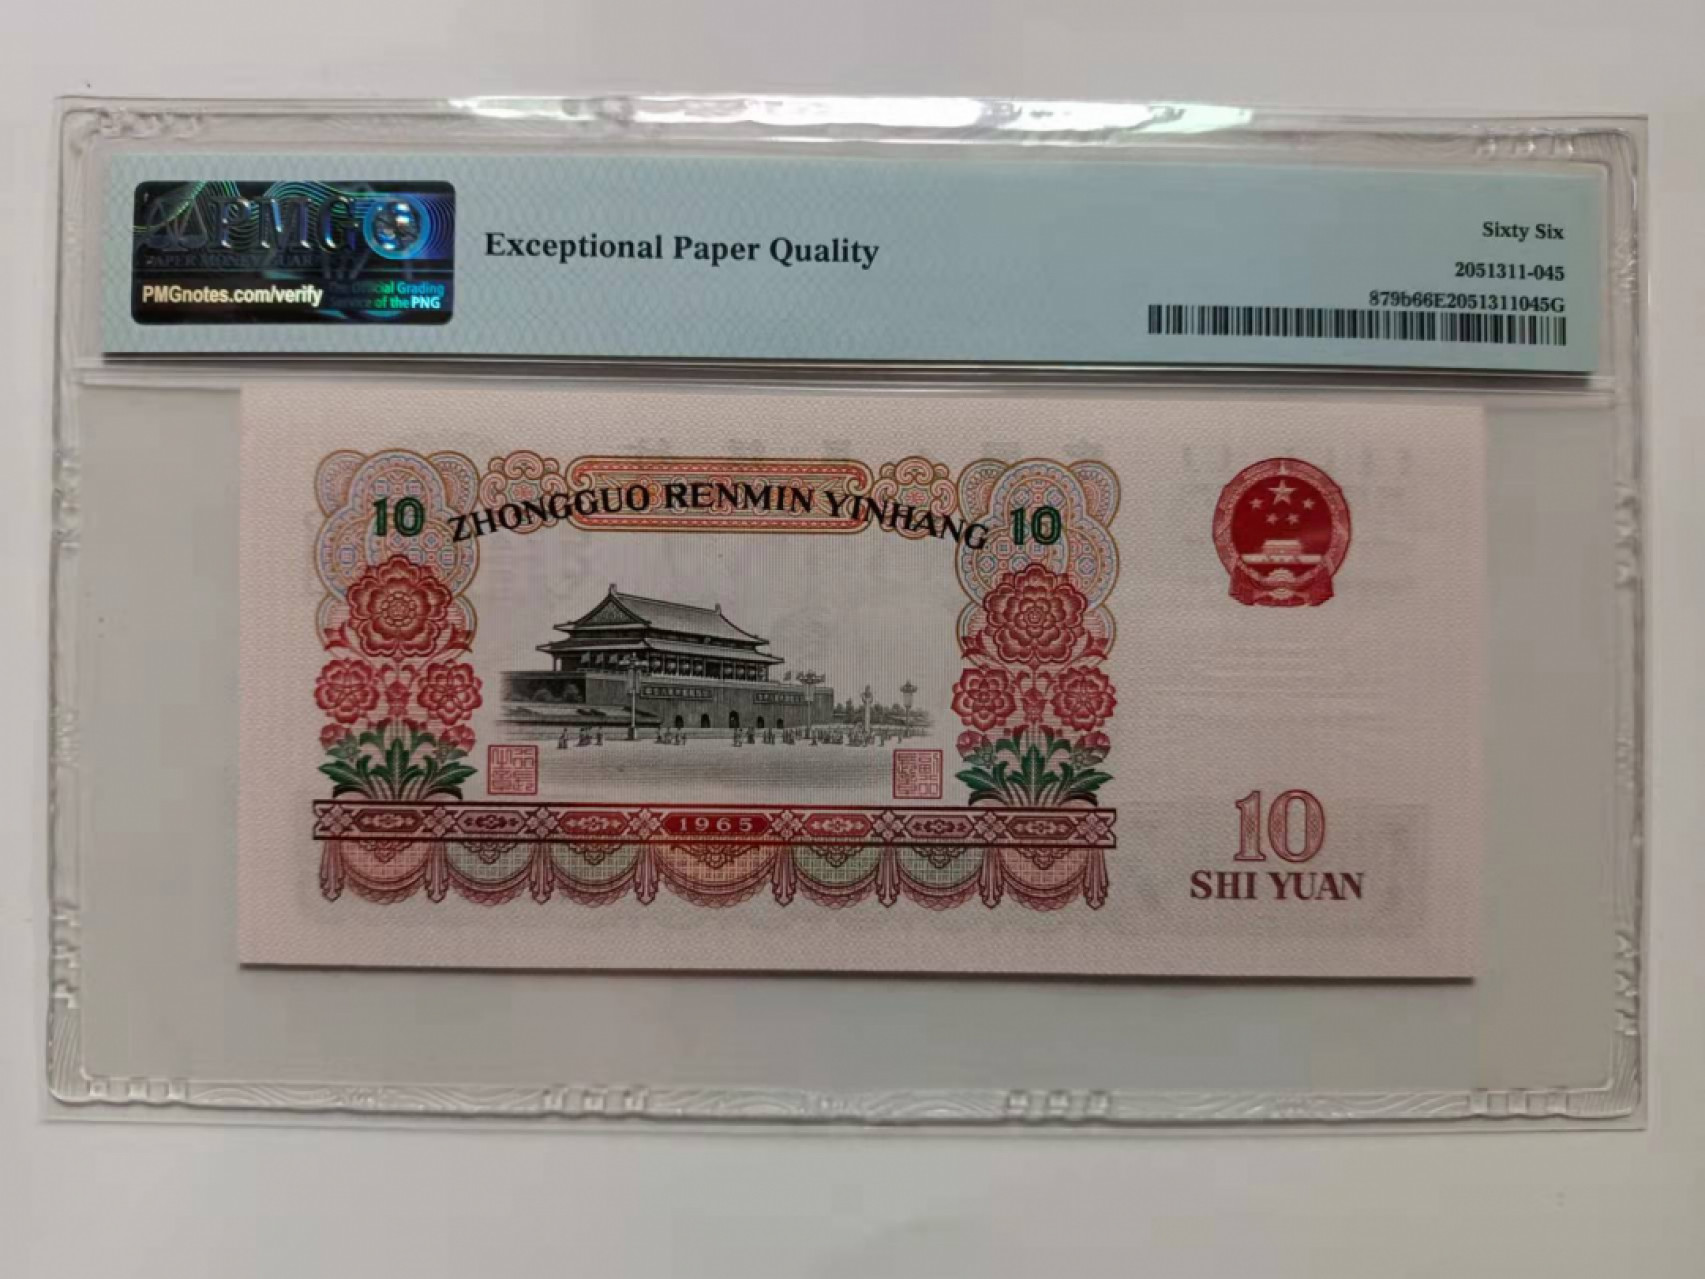 PMG
PAPER MONEY GUAR
PMGnotes.com/verify
The Official Grading
Service of the PNG
Exceptional Paper Quality
Sixty Six
2051311-045
879b66E2051311045G
10 ZHONGGUO RENMIN YINHANG 10
1965
10
SHI YUAN